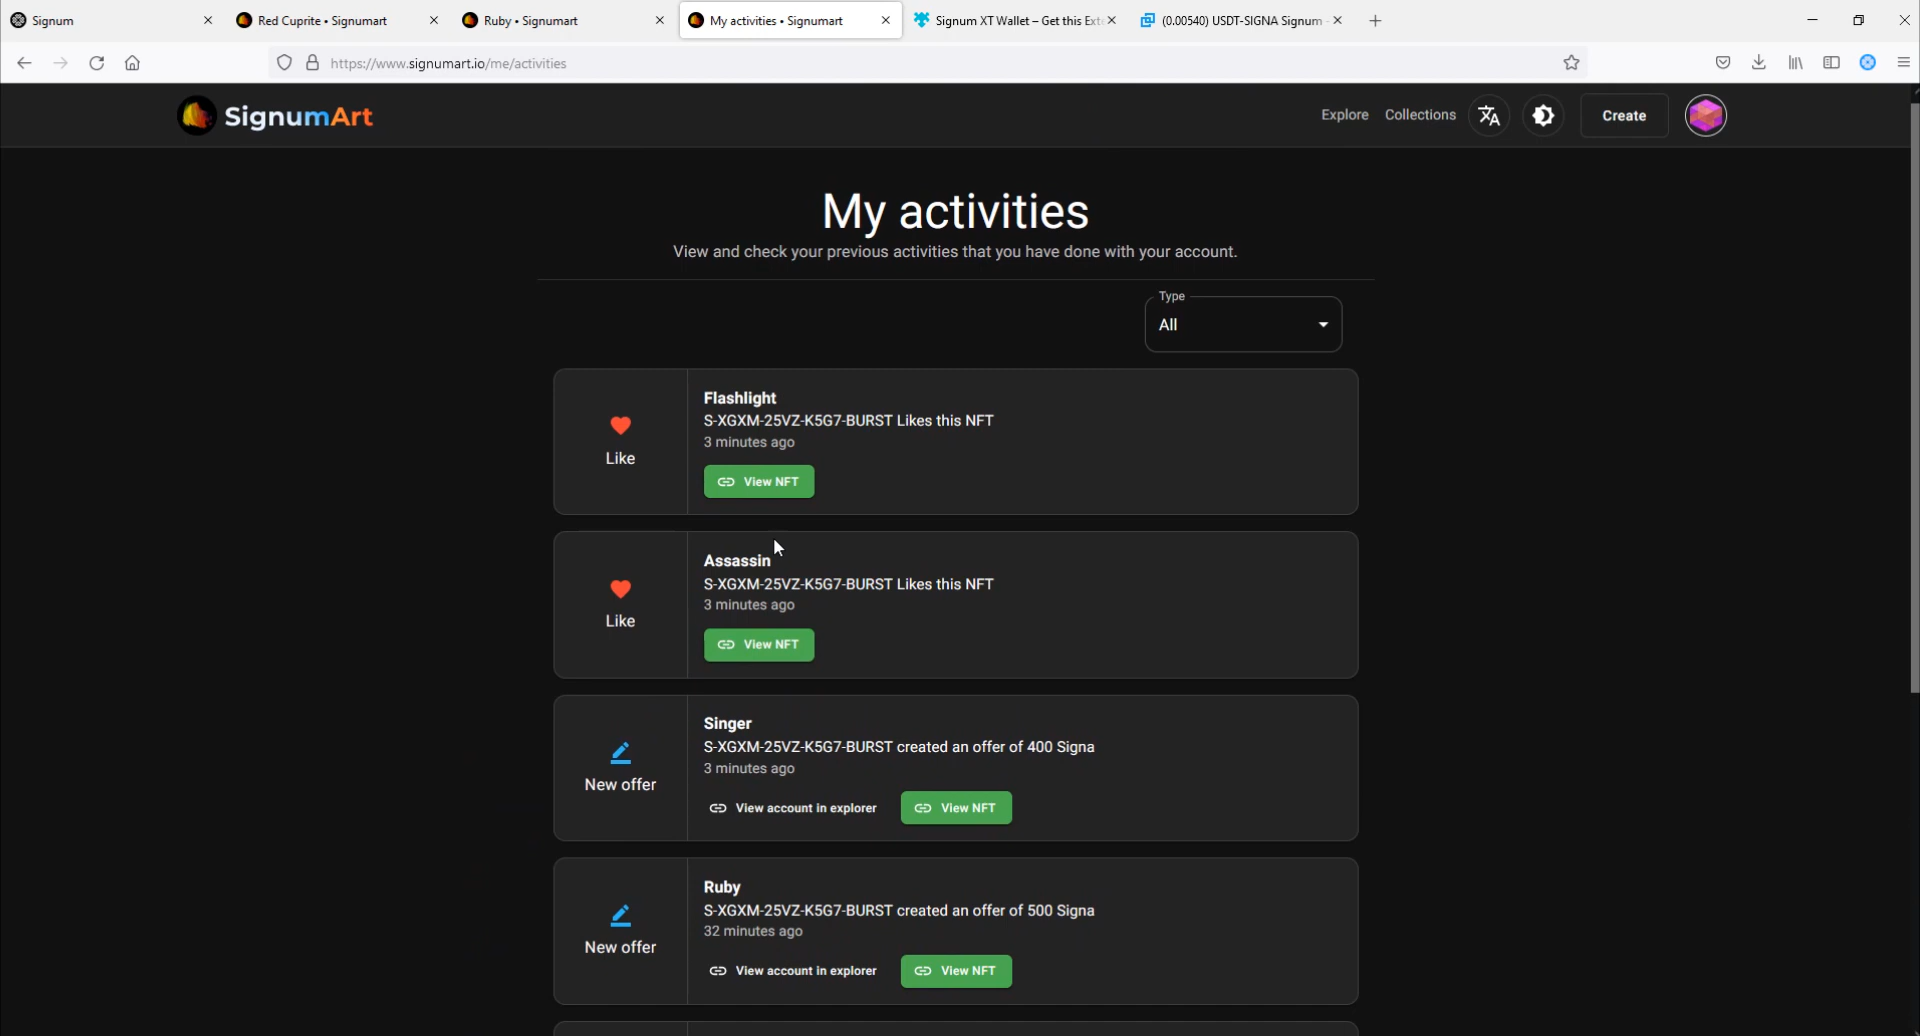 Signum
Red Cuprite • Signumart
Ruby • Signumart
My activities • Signumart
Signum XT Wallet – Get this Exte
(0.00540) USDT-SIGNA Signum
https://www.signumart.io/me/activities
SignumArt
Explore
Collections
Create
My activities
View and check your previous activities that you have done with your account.
Type
All
Like
Flashlight
S-XGXM-25VZ-K5G7-BURST Likes this NFT
3 minutes ago
View NFT
Like
Assassin
S-XGXM-25VZ-K5G7-BURST Likes this NFT
3 minutes ago
View NFT
New offer
Singer
S-XGXM-25VZ-K5G7-BURST created an offer of 400 Signa
3 minutes ago
View account in explorer
View NFT
New offer
Ruby
S-XGXM-25VZ-K5G7-BURST created an offer of 500 Signa
32 minutes ago
View account in explorer
View NFT